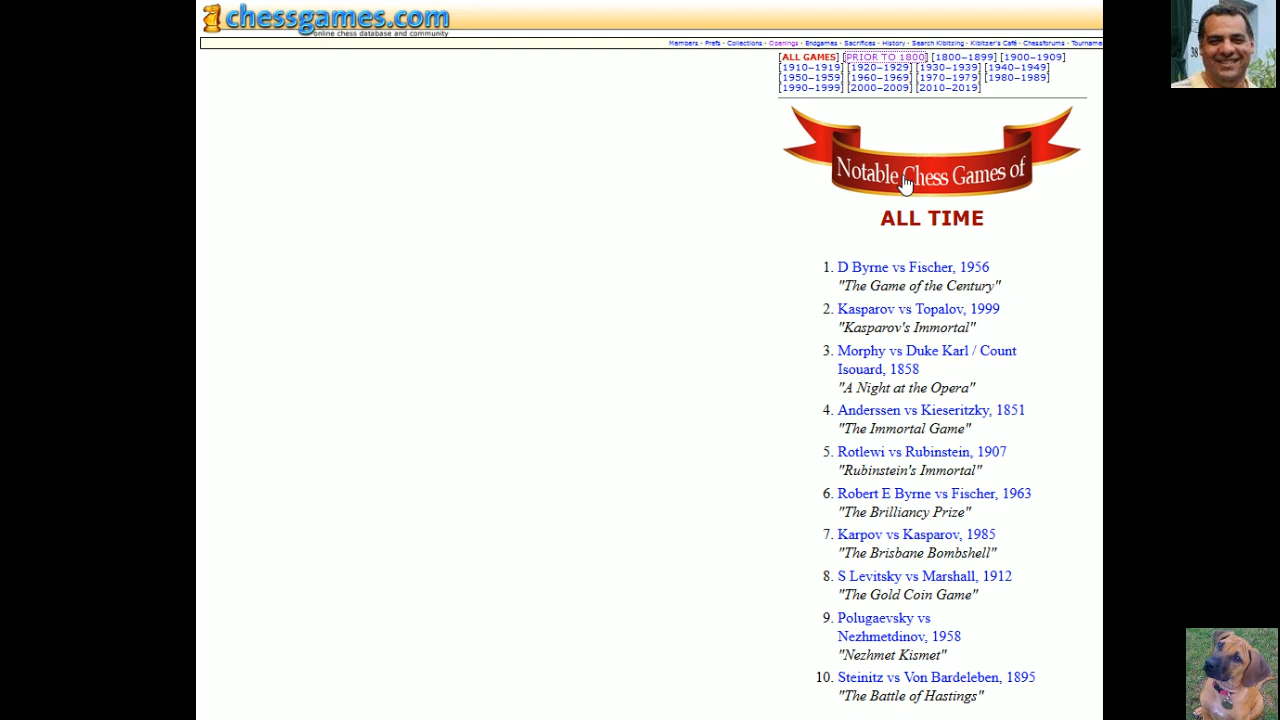 chessgames.com
online chess database and community
Members · Prefs · Collections · Openings · Endgames · Sacrifices · History · Search Kibitzing · Kibitzer's Café · Chessforums · Tourname
[ALL GAMES] [PRIOR TO 1800] [1800–1899] [1900–1909]
[1910–1919] [1920–1929] [1930–1939] [1940–1949]
[1950–1959] [1960–1969] [1970–1979] [1980–1989]
[1990–1999] [2000–2009] [2010–2019]
Notable Chess Games of
ALL TIME
1. D Byrne vs Fischer, 1956
"The Game of the Century"
2. Kasparov vs Topalov, 1999
"Kasparov's Immortal"
3. Morphy vs Duke Karl / Count
Isouard, 1858
"A Night at the Opera"
4. Anderssen vs Kieseritzky, 1851
"The Immortal Game"
5. Rotlewi vs Rubinstein, 1907
"Rubinstein's Immortal"
6. Robert E Byrne vs Fischer, 1963
"The Brilliancy Prize"
7. Karpov vs Kasparov, 1985
"The Brisbane Bombshell"
8. S Levitsky vs Marshall, 1912
"The Gold Coin Game"
9. Polugaevsky vs
Nezhmetdinov, 1958
"Nezhmet Kismet"
10. Steinitz vs Von Bardeleben, 1895
"The Battle of Hastings"